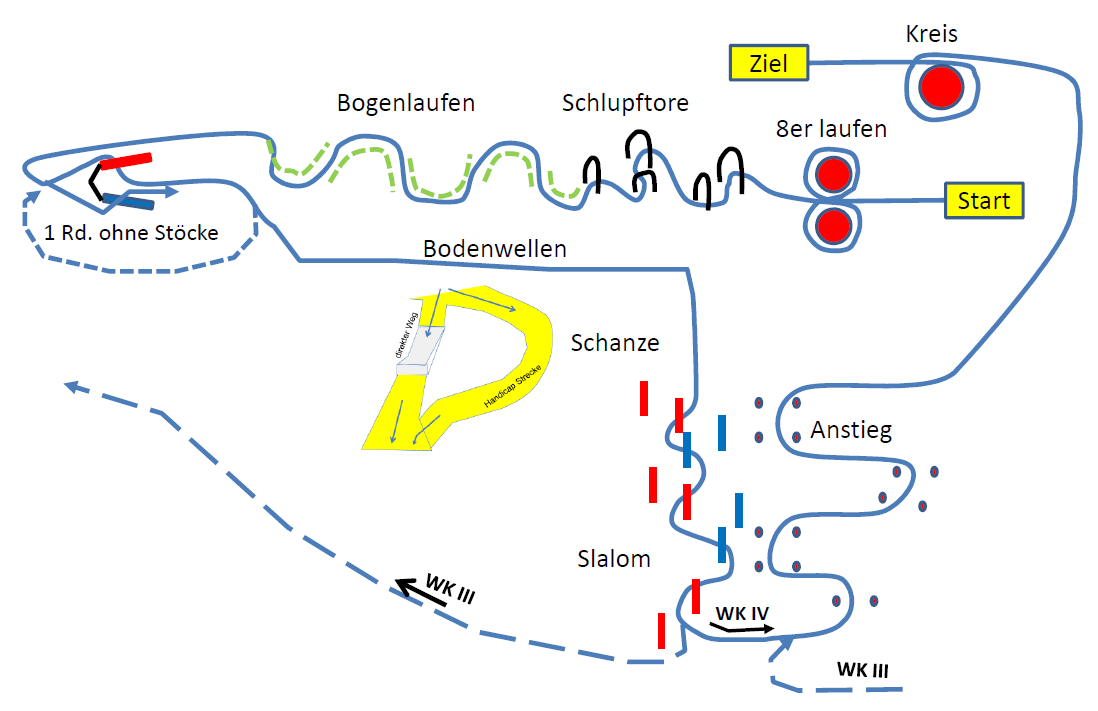 Kreis
Ziel
Bogenlaufen
Schlupftore
8er laufen
Start
1 Rd. ohne Stöcke
Bodenwellen
direkter Weg
Handicap Strecke
Schanze
Anstieg
Slalom
WK III
WK IV
WK III